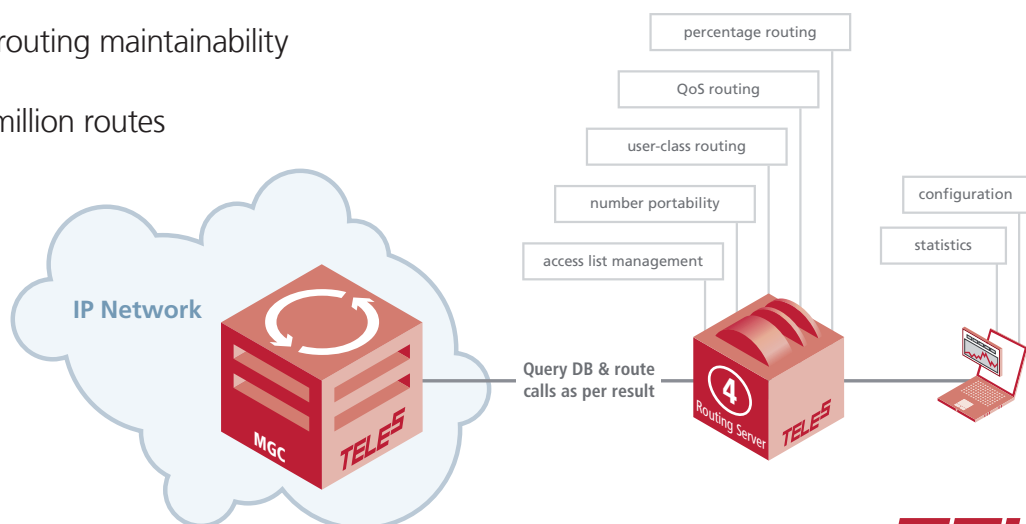 routing maintainability
million routes
percentage routing
QoS routing
user-class routing
number portability
access list management
configuration
statistics
IP Network
Query DB & route
calls as per result
MGC
TELES
4
Routing Server
TELES